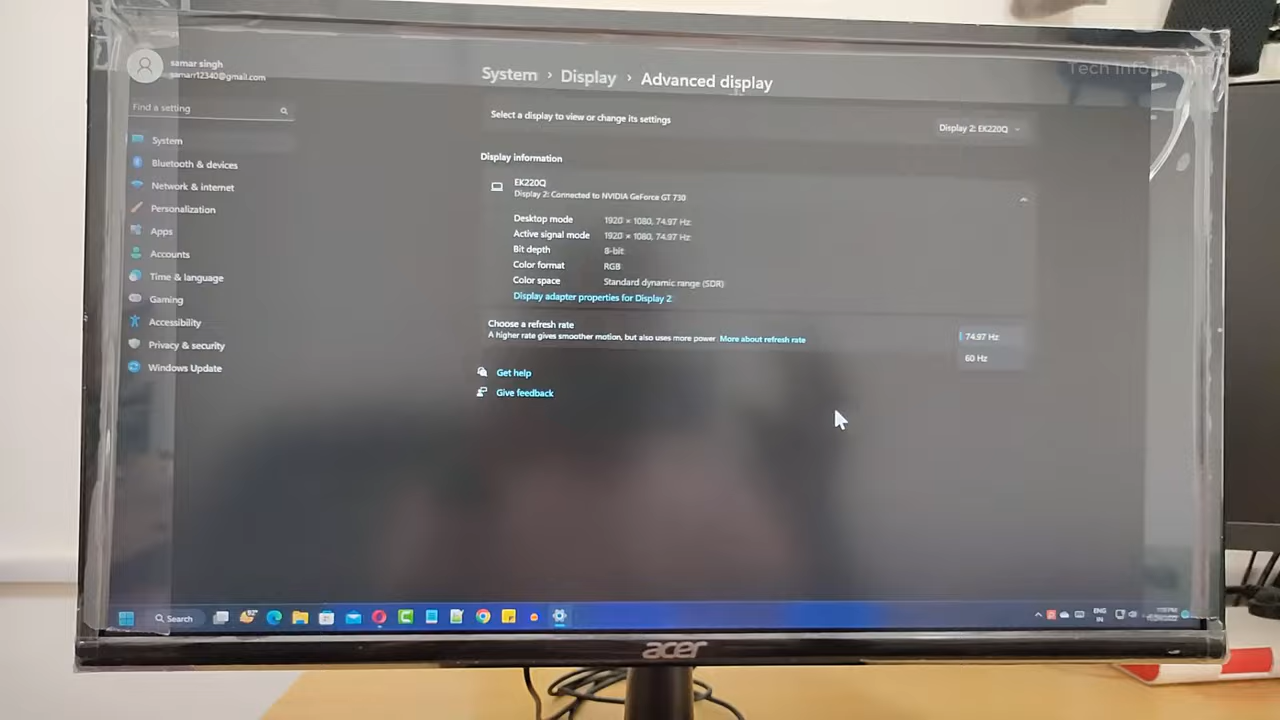 samar singh
samarr12340@gmail.com
Find a setting
System
Bluetooth & devices
Network & internet
Personalization
Apps
Accounts
Time & language
Gaming
Accessibility
Privacy & security
Windows Update
System › Display › Advanced display
Select a display to view or change its settings
Display 2: EK220Q
Display information
EK220Q
Display 2: Connected to NVIDIA GeForce GT 730
Desktop mode 1920 × 1080, 74.97 Hz
Active signal mode 1920 × 1080, 74.97 Hz
Bit depth 8-bit
Color format RGB
Color space Standard dynamic range (SDR)
Display adapter properties for Display 2
Choose a refresh rate
A higher rate gives smoother motion, but also uses more power More about refresh rate
74.97 Hz
60 Hz
Get help
Give feedback
Search
ENG
IN
acer
Tech Info